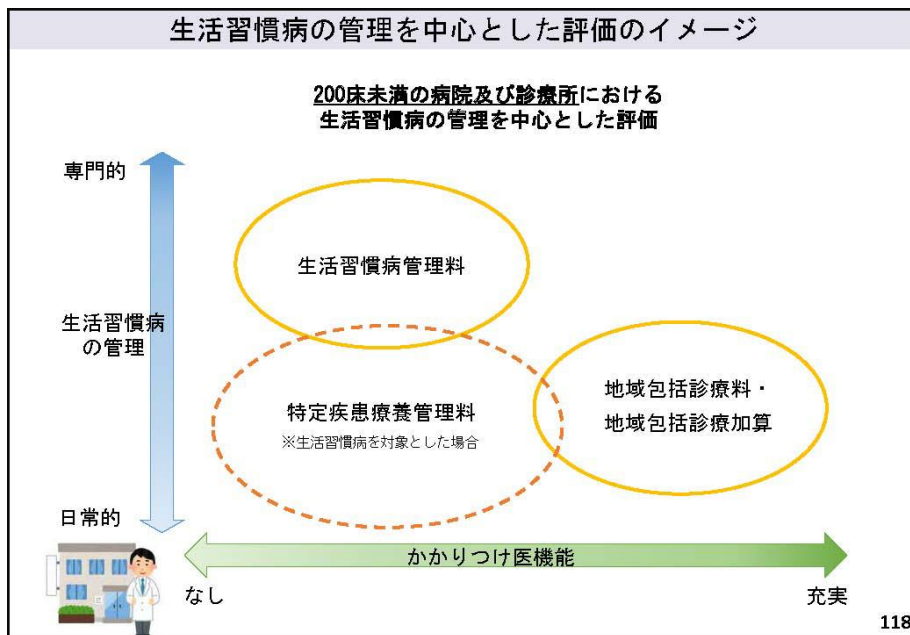 生活習慣病の管理を中心とした評価のイメージ
200床未満の病院及び診療所における
生活習慣病の管理を中心とした評価
専門的
生活習慣病管理料
生活習慣病
の管理
特定疾患療養管理料
※生活習慣病を対象とした場合
地域包括診療料・
地域包括診療加算
日常的
かかりつけ医機能
なし
充実
118